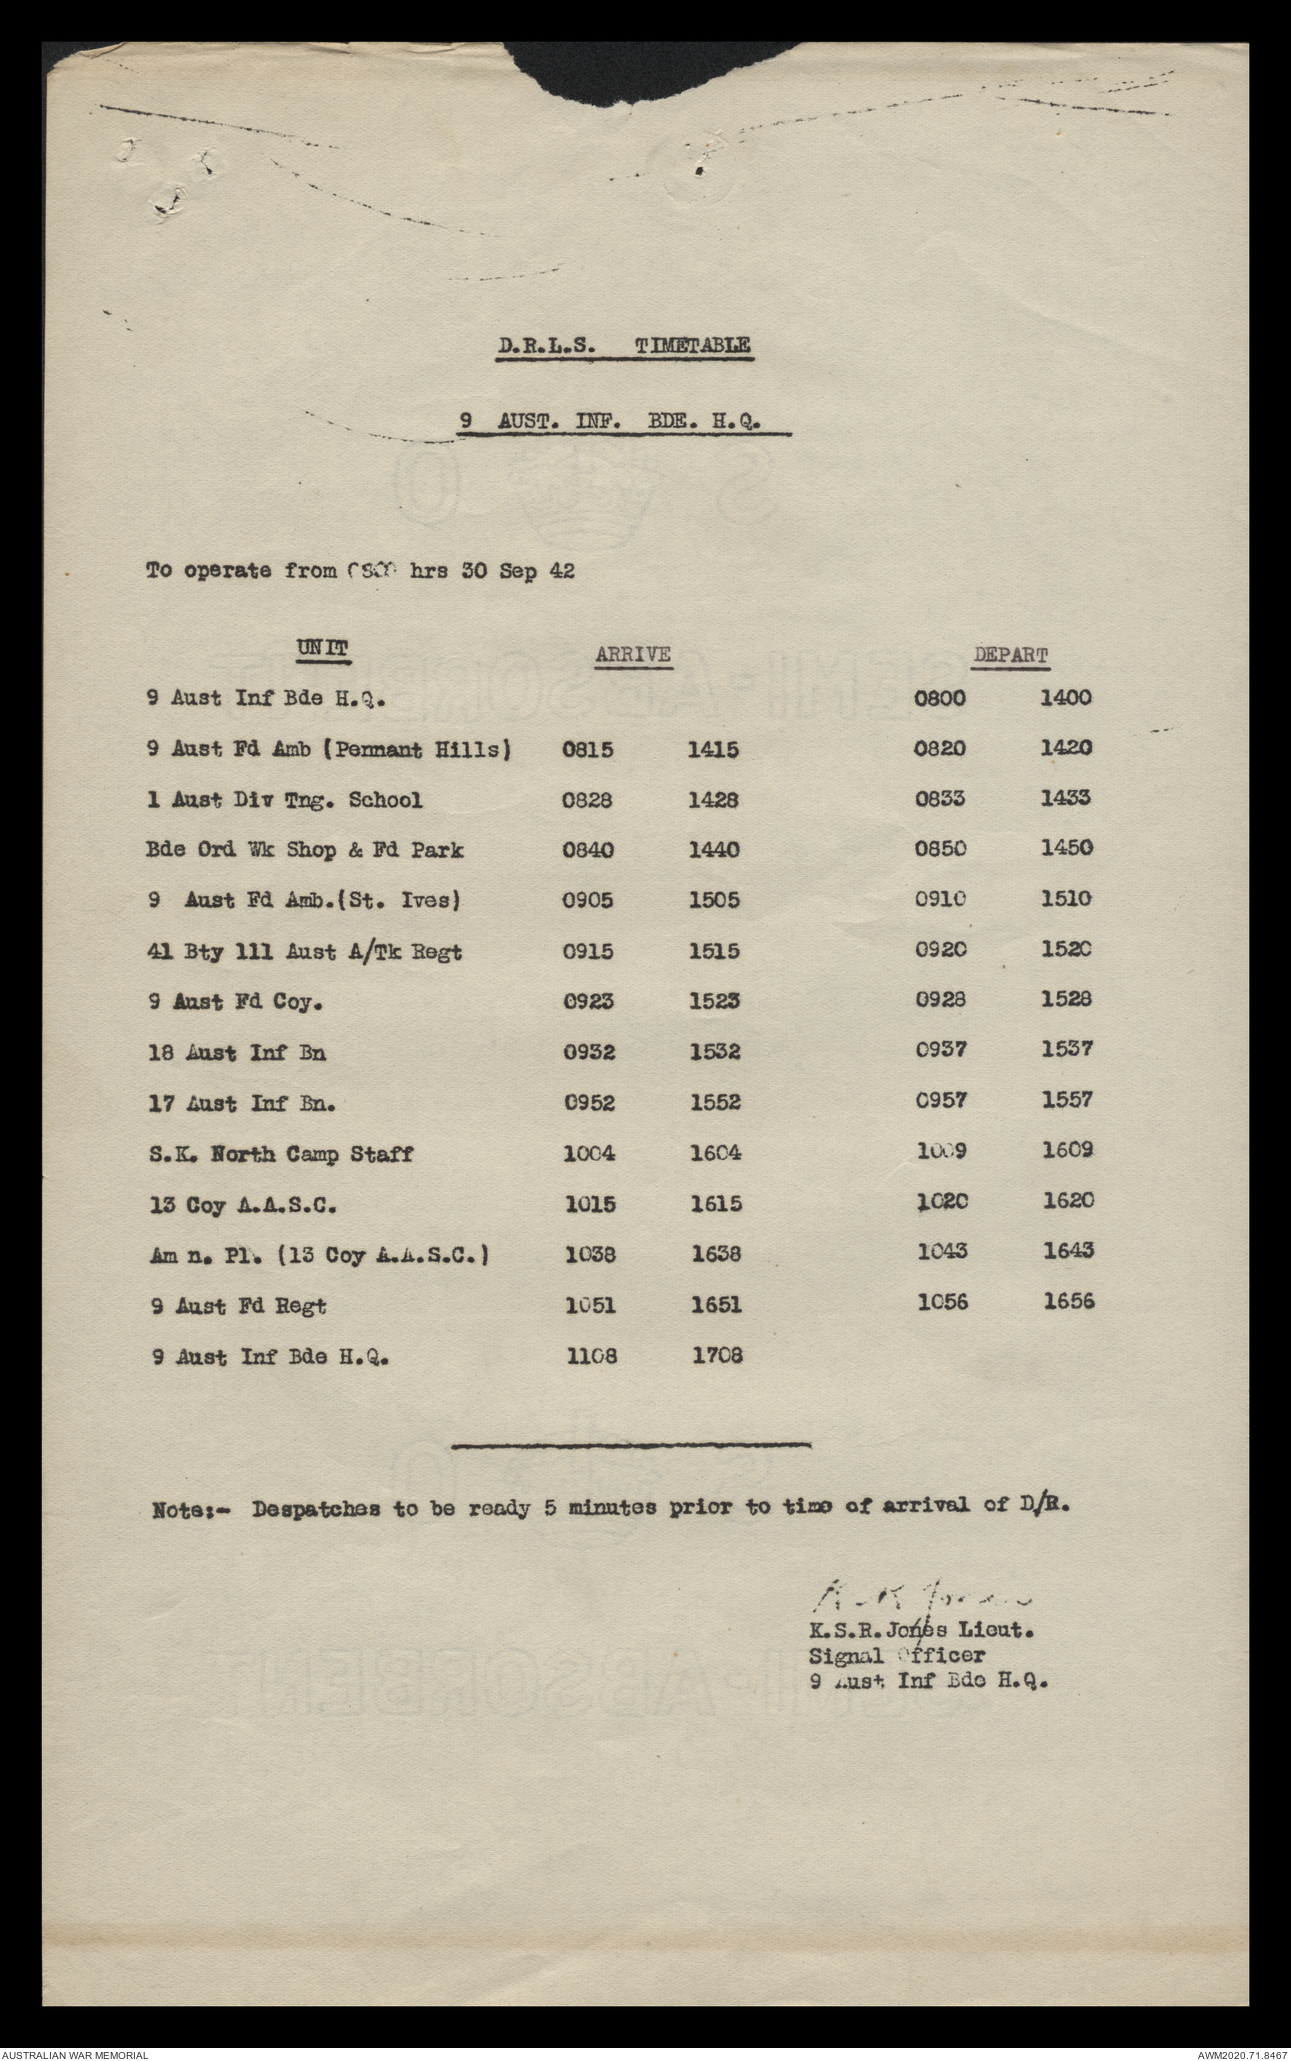 D.R.L.S. TIMETABLE
9 AUST. INF. BDE. H.Q.
To operate from hrs 30 Sep 42
UNIT ARRIVE DEPART
9 Aust Inf Bde H.Q. 0800 1400
9 Aust Fd Amb (Pennant Hills) 0815 1415 0820 1420
1 Aust Div Tng. School 0828 1428 0833 1433
Bde Ord Wk Shop & Fd Park 0840 1440 0850 1450
9 Aust Fd Amb.(St. Ives) 0905 1505 0910 1510
41 Bty 111 Aust A/Tk Regt 0915 1515 0920 1520
9 Aust Fd Coy. 0923 1523 0928 1528
18 Aust Inf Bn 0932 1532 0937 1537
17 Aust Inf Bn. 0952 1552 0957 1557
S.K. North Camp Staff 1004 1604 1009 1609
13 Coy A.A.S.C. 1015 1615 1020 1620
Am n. Pl. (13 Coy A.A.S.C.) 1038 1638 1043 1643
9 Aust Fd Regt 1051 1651 1056 1656
9 Aust Inf Bde H.Q. 1108 1708
Note:- Despatches to be ready 5 minutes prior to time of arrival of D/R.
Jones
K.S.R.Jones Lieut.
Signal Officer
9 Aust Inf Bde H.Q.
AUSTRALIAN WAR MEMORIAL AWM2020.71.8467